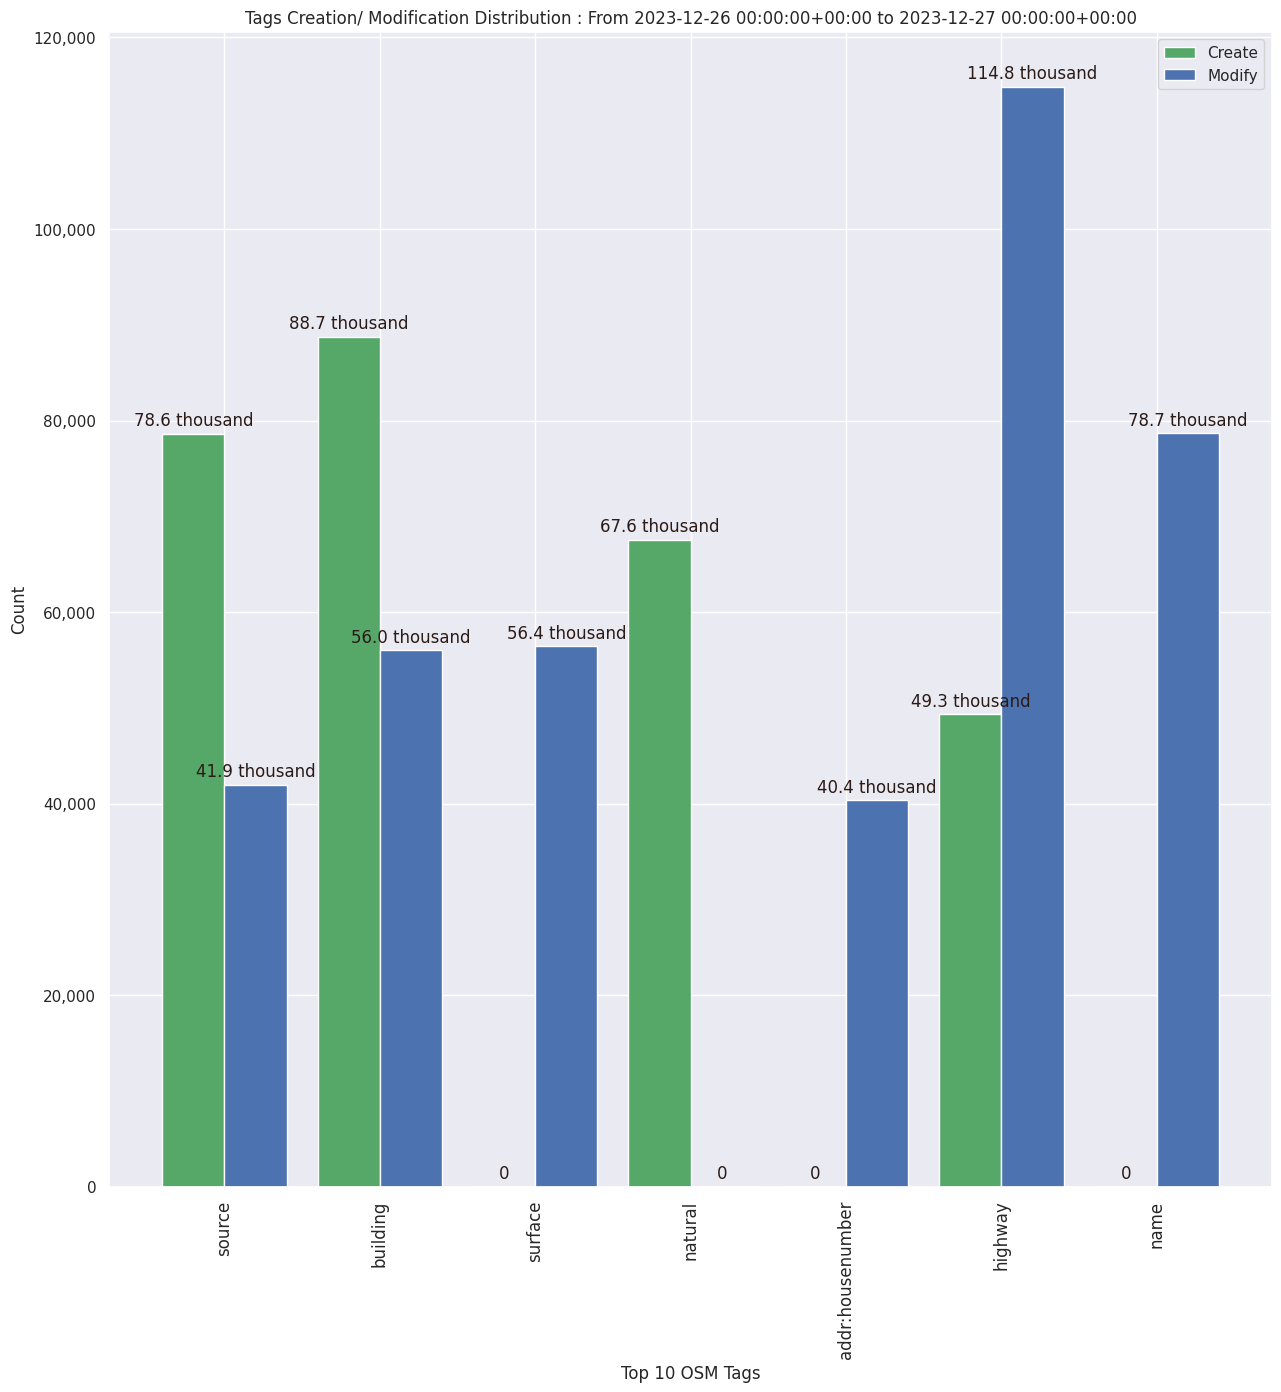 Tags Creation/ Modification Distribution : From 2023-12-26 00:00:00+00:00 to 2023-12-27 00:00:00+00:00
Create
Modify
120,000
100,000
80,000
60,000
40,000
20,000
0
Count
78.6 thousand
41.9 thousand
88.7 thousand
56.0 thousand
0
56.4 thousand
67.6 thousand
0
0
40.4 thousand
49.3 thousand
114.8 thousand
0
78.7 thousand
source
building
surface
natural
addr:housenumber
highway
name
Top 10 OSM Tags